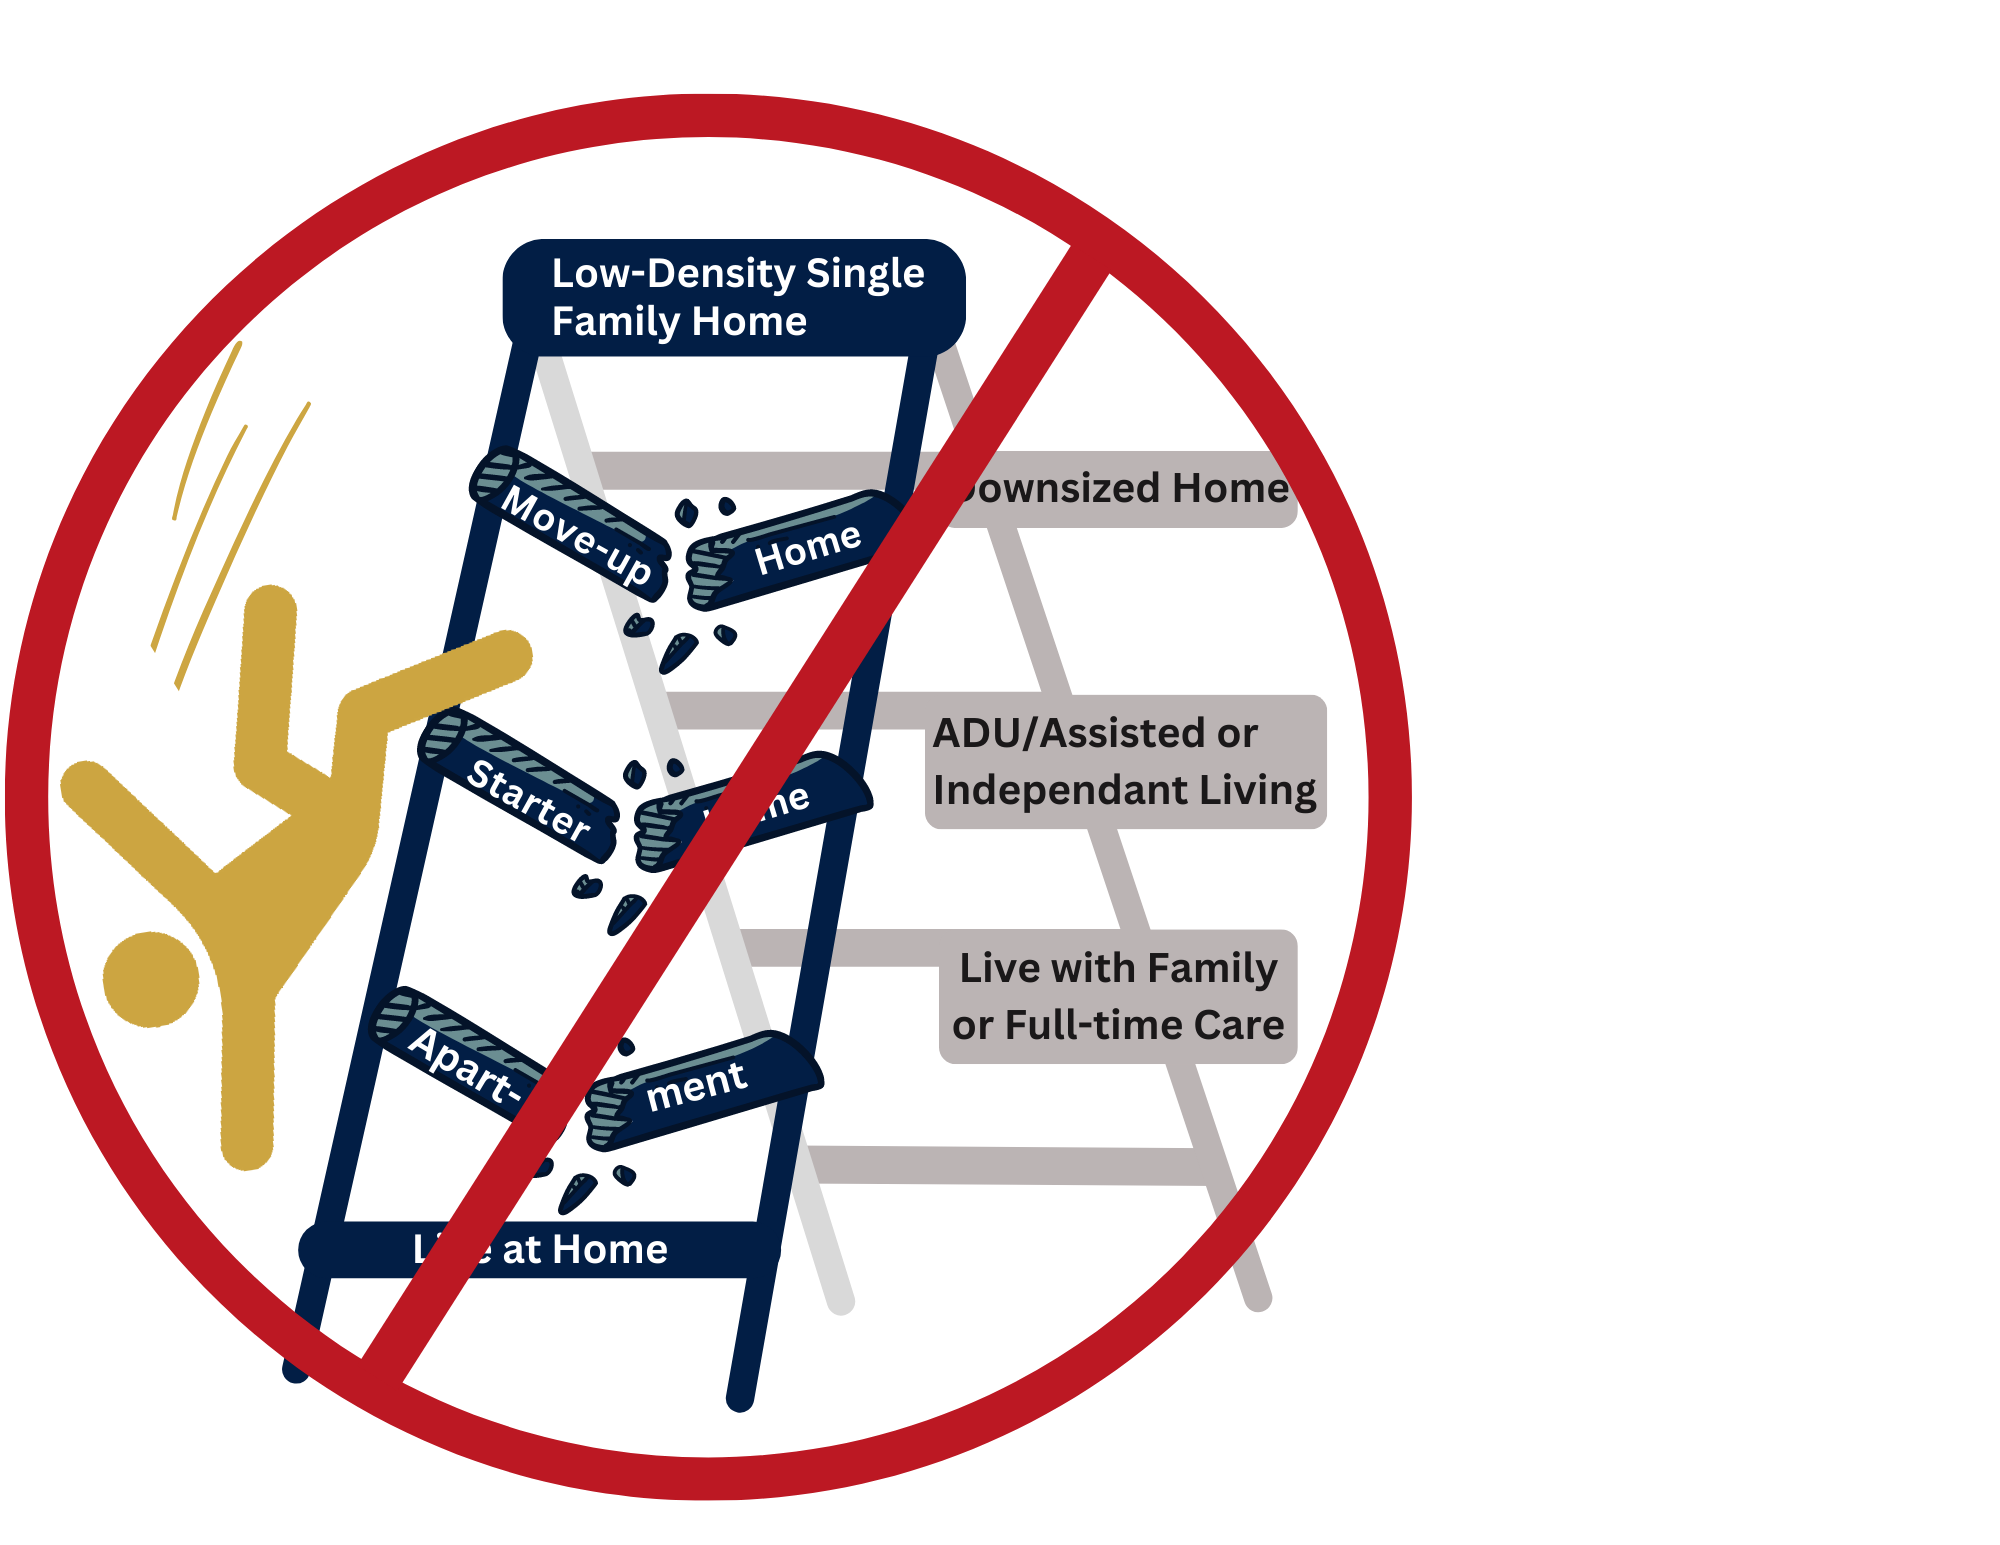 Low-Density Single
Family Home
Move-up Home
Downsized Home
Starter
ADU/Assisted or
Independant Living
Live with Family
or Full-time Care
Apart- ment
at Home